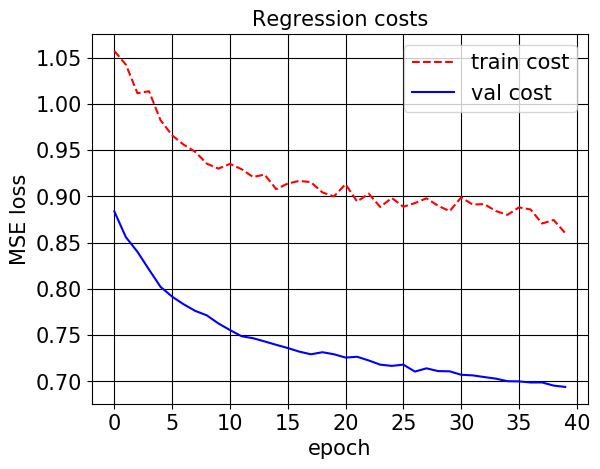 Regression costs
train cost
val cost
MSE loss
1.05
1.00
0.95
0.90
0.85
0.80
0.75
0.70
0 5 10 15 20 25 30 35 40
epoch